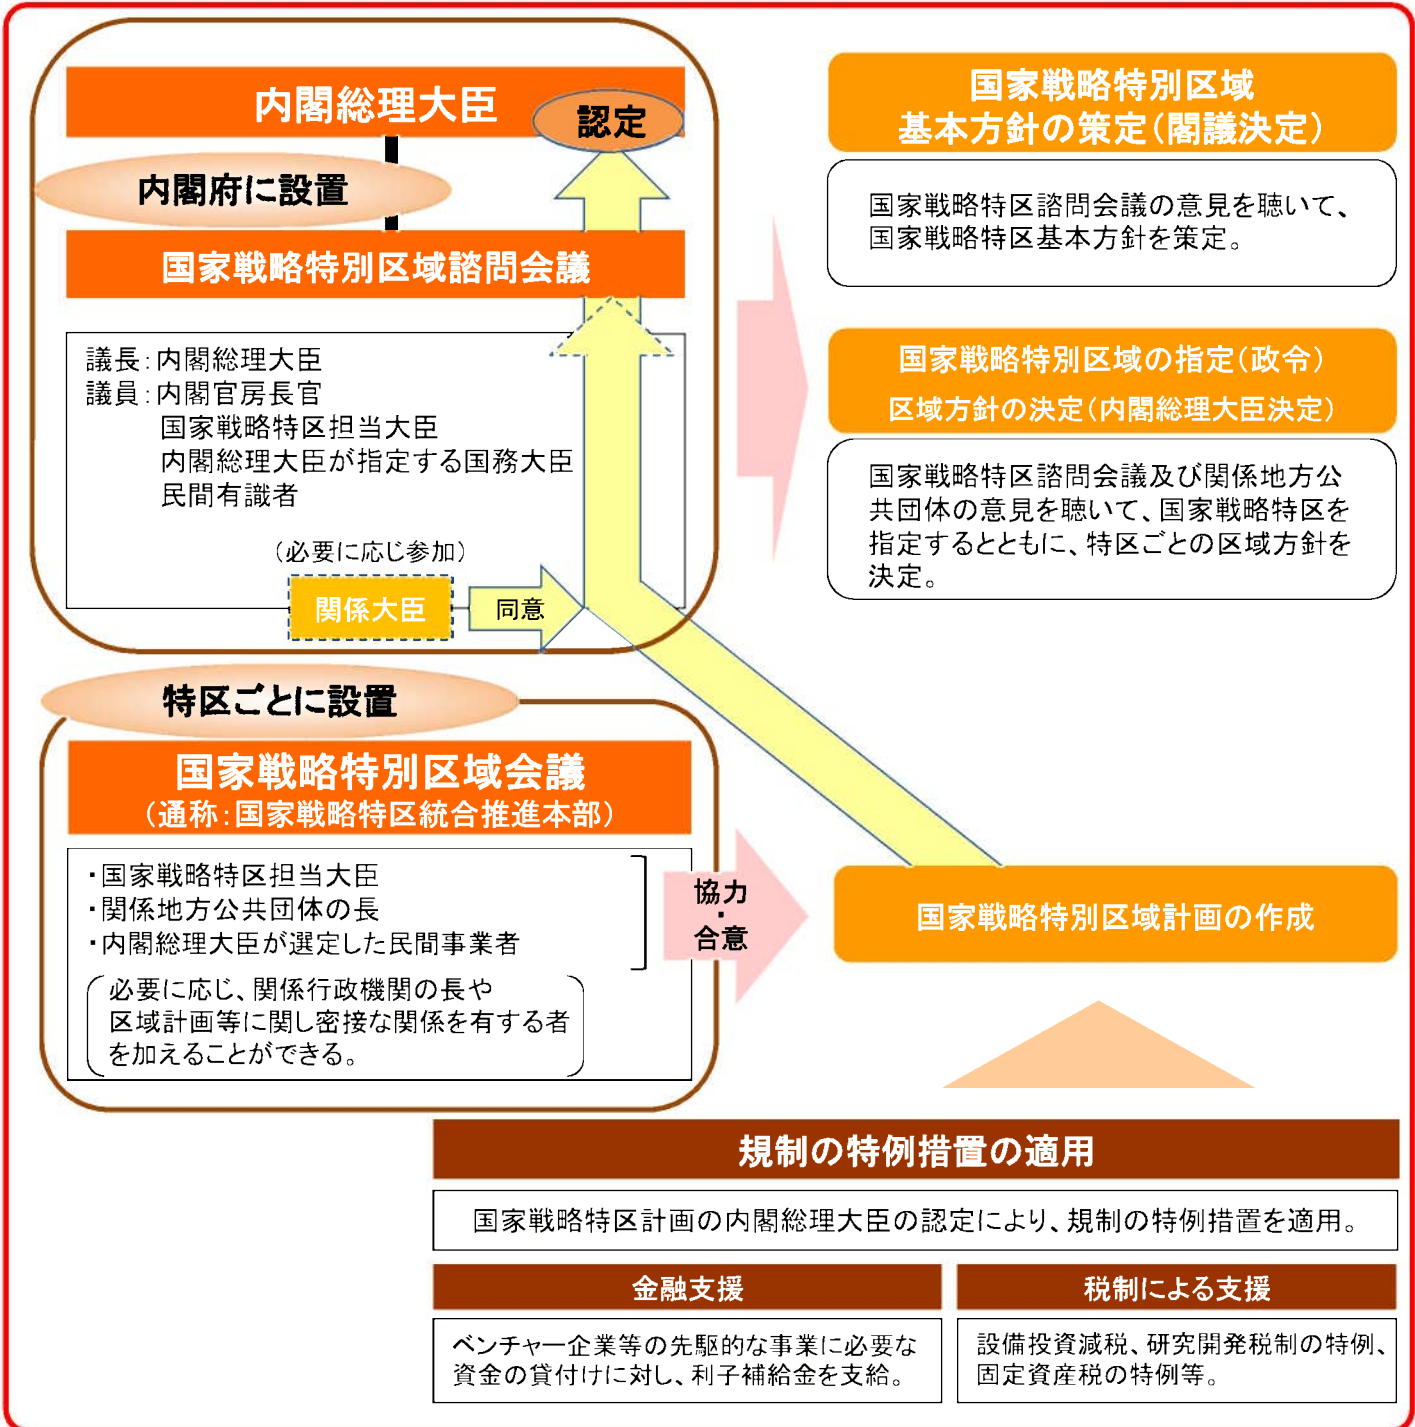 内閣総理大臣
認定
内閣府に設置
国家戦略特別区域諮問会議
議長：内閣総理大臣
議員：内閣官房長官
国家戦略特区担当大臣
内閣総理大臣が指定する国務大臣
民間有識者
（必要に応じ参加）
関係大臣
同意
国家戦略特別区域
基本方針の策定（閣議決定）
国家戦略特区諮問会議の意見を聴いて、
国家戦略特区基本方針を策定。
国家戦略特別区域の指定（政令）
区域方針の決定（内閣総理大臣決定）
国家戦略特区諮問会議及び関係地方公
共団体の意見を聴いて、国家戦略特区を
指定するとともに、特区ごとの区域方針を
決定。
特区ごとに設置
国家戦略特別区域会議
（通称：国家戦略特区統合推進本部）
・国家戦略特区担当大臣
・関係地方公共団体の長
・内閣総理大臣が選定した民間事業者
必要に応じ、関係行政機関の長や
区域計画等に関し密接な関係を有する者
を加えることができる。
協力
・
合意
国家戦略特別区域計画の作成
規制の特例措置の適用
国家戦略特区計画の内閣総理大臣の認定により、規制の特例措置を適用。
金融支援
ベンチャー企業等の先駆的な事業に必要な
資金の貸付けに対し、利子補給金を支給。
税制による支援
設備投資減税、研究開発税制の特例、
固定資産税の特例等。